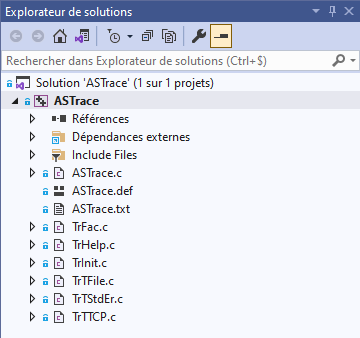 Explorateur de solutions
Rechercher dans Explorateur de solutions (Ctrl+$)
Solution 'ASTrace' (1 sur 1 projets)
ASTrace
Références
Dépendances externes
Include Files
ASTrace.c
ASTrace.def
ASTrace.txt
TrFac.c
TrHelp.c
TrInit.c
TrTFile.c
TrTStdEr.c
TrTTCP.c